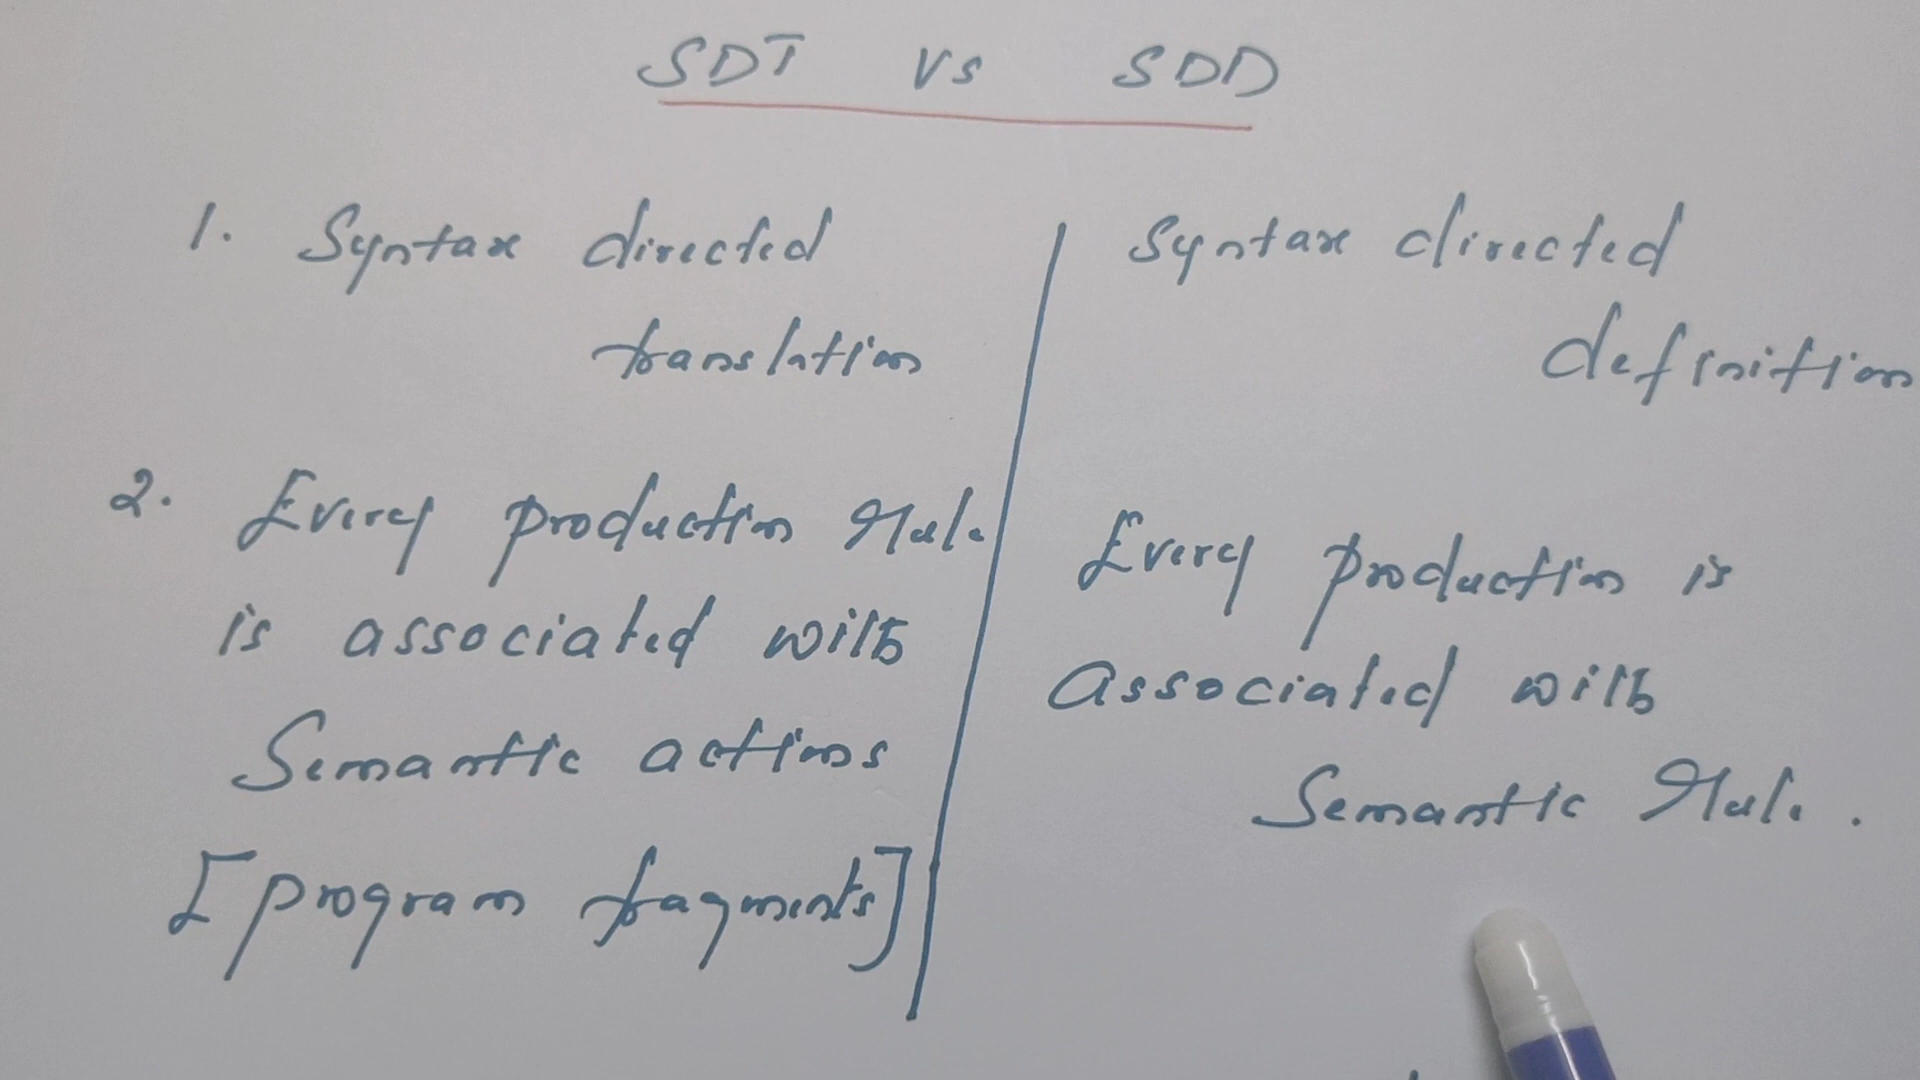 SDT vs SDD
1. Syntax directed
translation
Syntax directed
definition
2. Every production rule
is associated with
Semantic actions
[program fragments]
Every production is
associated with
Semantic rule.